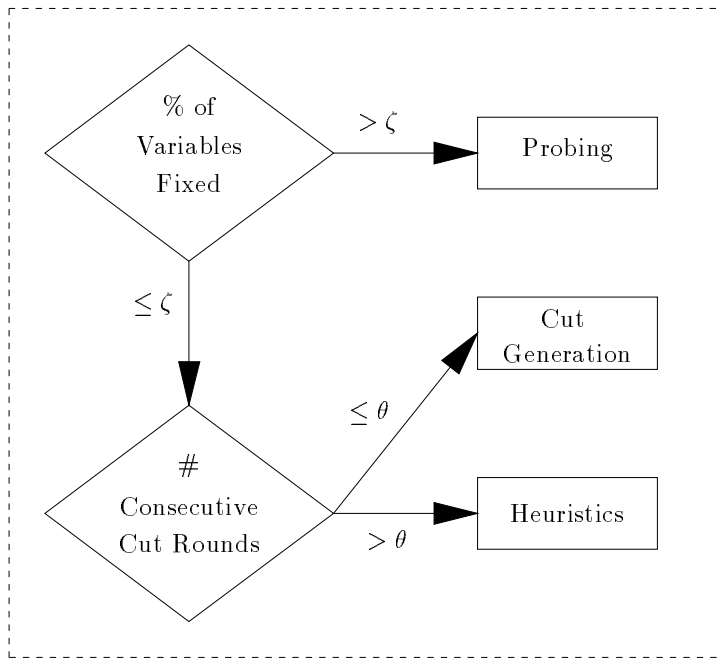 % of
Variables
Fixed
> ζ
Probing
≤ ζ
Cut
Generation
≤ θ
#
Consecutive
Cut Rounds
> θ
Heuristics